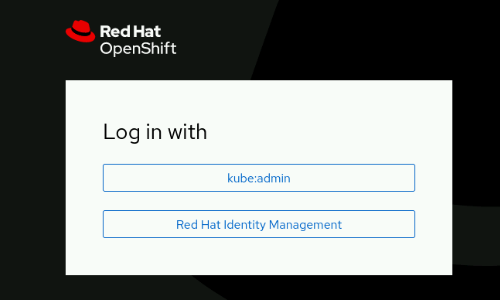 Red Hat
OpenShift
Log in with
kube:admin
Red Hat Identity Management